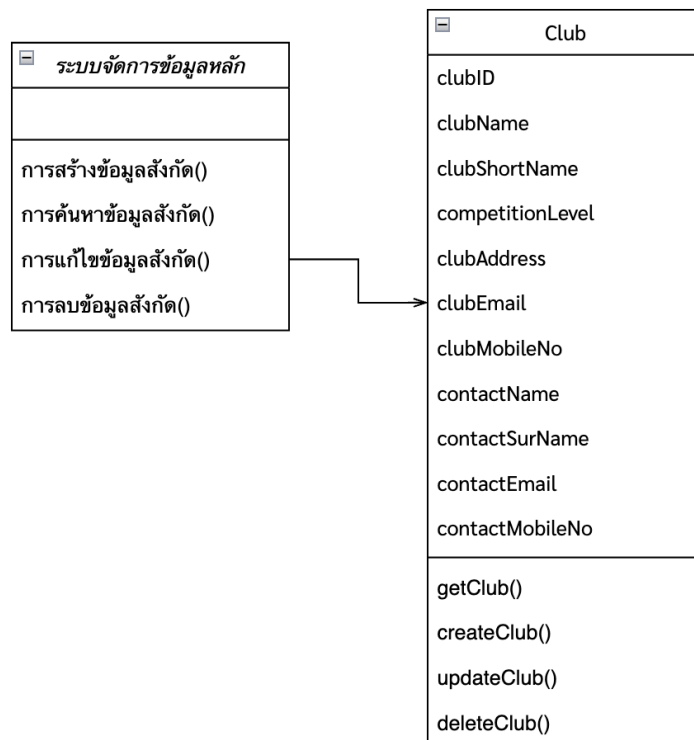 ระบบจัดการข้อมูลหลัก
การสร้างข้อมูลสังกัด()
การค้นหาข้อมูลสังกัด()
การแก้ไขข้อมูลสังกัด()
การลบข้อมูลสังกัด()
Club
clubID
clubName
clubShortName
competitionLevel
clubAddress
clubEmail
clubMobileNo
contactName
contactSurName
contactEmail
contactMobileNo
getClub()
createClub()
updateClub()
deleteClub()